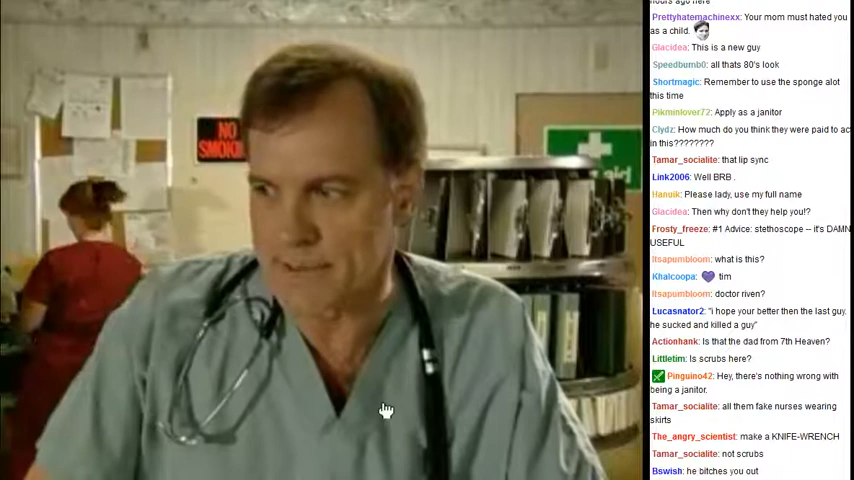 NO
SMOKIN
aid
hours ago here
Prettyhatemachinexx: Your mom must hated you
as a child.
Glacidea: This is a new guy
Speedbumb0: all thats 80's look
Shortmagic: Remember to use the sponge alot
this time
Pikminlover72: Apply as a janitor
Clydz: How much do you think they were paid to act
in this????????
Tamar_socialite: that lip sync
Link2006: Well BRB .
Hanuik: Please lady, use my full name
Glacidea: Then why don't they help you!?
Frosty_freeze: #1 Advice: stethoscope -- it's DAMN
USEFUL
Itsapumbloom: what is this?
Khalcoopa: tim
Itsapumbloom: doctor riven?
Lucasnator2: "i hope your better then the last guy.
he sucked and killed a guy"
Actionhank: Is that the dad from 7th Heaven?
Littletim: Is scrubs here?
Pinguino42: Hey, there's nothing wrong with
being a janitor.
Tamar_socialite: all them fake nurses wearing
skirts
The_angry_scientist: make a KNIFE-WRENCH
Tamar_socialite: not scrubs
Bswish: he bitches you out